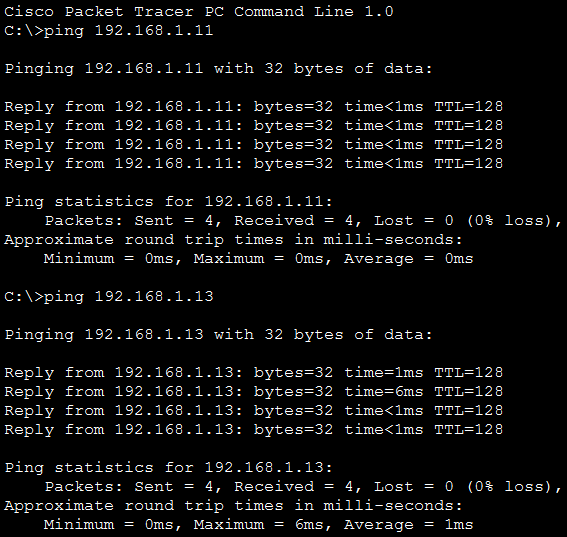 Cisco Packet Tracer PC Command Line 1.0
C:\>ping 192.168.1.11
Pinging 192.168.1.11 with 32 bytes of data:
Reply from 192.168.1.11: bytes=32 time<1ms TTL=128
Reply from 192.168.1.11: bytes=32 time<1ms TTL=128
Reply from 192.168.1.11: bytes=32 time<1ms TTL=128
Reply from 192.168.1.11: bytes=32 time<1ms TTL=128
Ping statistics for 192.168.1.11:
    Packets: Sent = 4, Received = 4, Lost = 0 (0% loss),
Approximate round trip times in milli-seconds:
    Minimum = 0ms, Maximum = 0ms, Average = 0ms
C:\>ping 192.168.1.13
Pinging 192.168.1.13 with 32 bytes of data:
Reply from 192.168.1.13: bytes=32 time=1ms TTL=128
Reply from 192.168.1.13: bytes=32 time=6ms TTL=128
Reply from 192.168.1.13: bytes=32 time<1ms TTL=128
Reply from 192.168.1.13: bytes=32 time<1ms TTL=128
Ping statistics for 192.168.1.13:
    Packets: Sent = 4, Received = 4, Lost = 0 (0% loss),
Approximate round trip times in milli-seconds:
    Minimum = 0ms, Maximum = 6ms, Average = 1ms